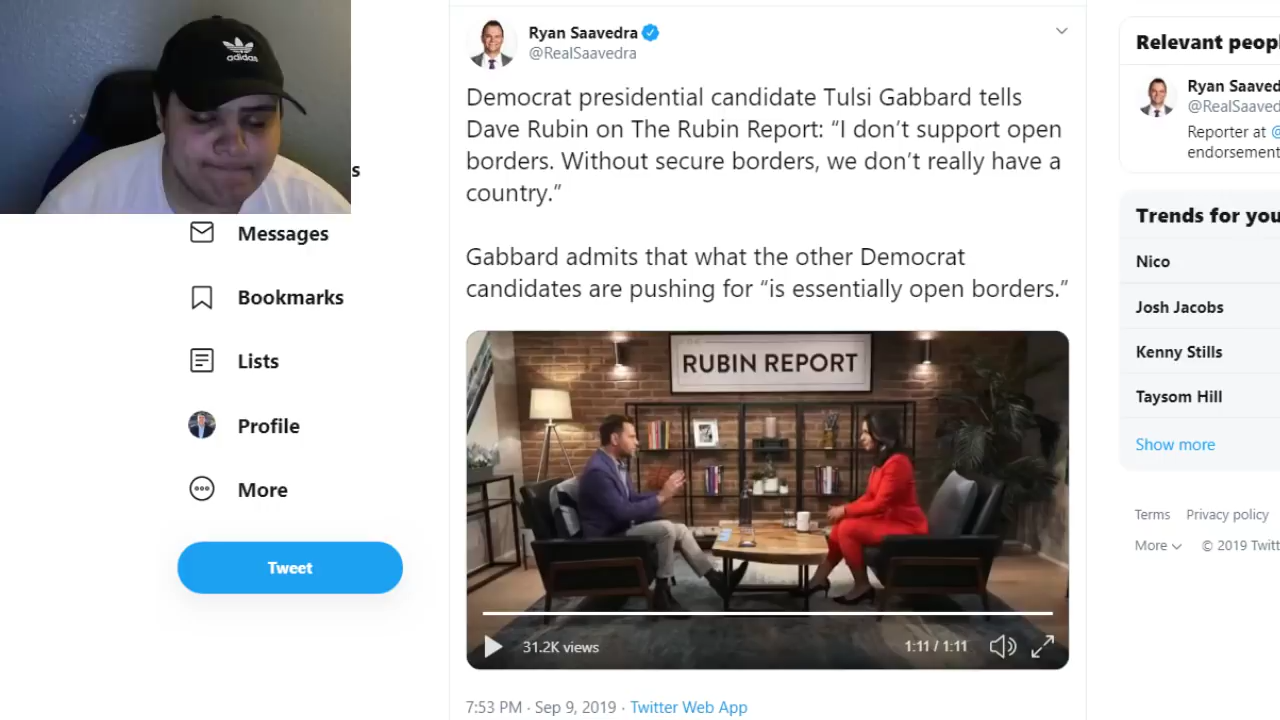 adidas
s
Messages
Bookmarks
Lists
Profile
More
Tweet
Ryan Saavedra
@RealSaavedra
Democrat presidential candidate Tulsi Gabbard tells
Dave Rubin on The Rubin Report: “I don’t support open
borders. Without secure borders, we don’t really have a
country.”
Gabbard admits that what the other Democrat
candidates are pushing for “is essentially open borders.”
RUBIN REPORT
31.2K views
1:11 / 1:11
7:53 PM · Sep 9, 2019 · Twitter Web App
Relevant peopl
Ryan Saaved
@RealSaaved
Reporter at @
endorsement
Trends for you
Nico
Josh Jacobs
Kenny Stills
Taysom Hill
Show more
Terms Privacy policy
More © 2019 Twitt